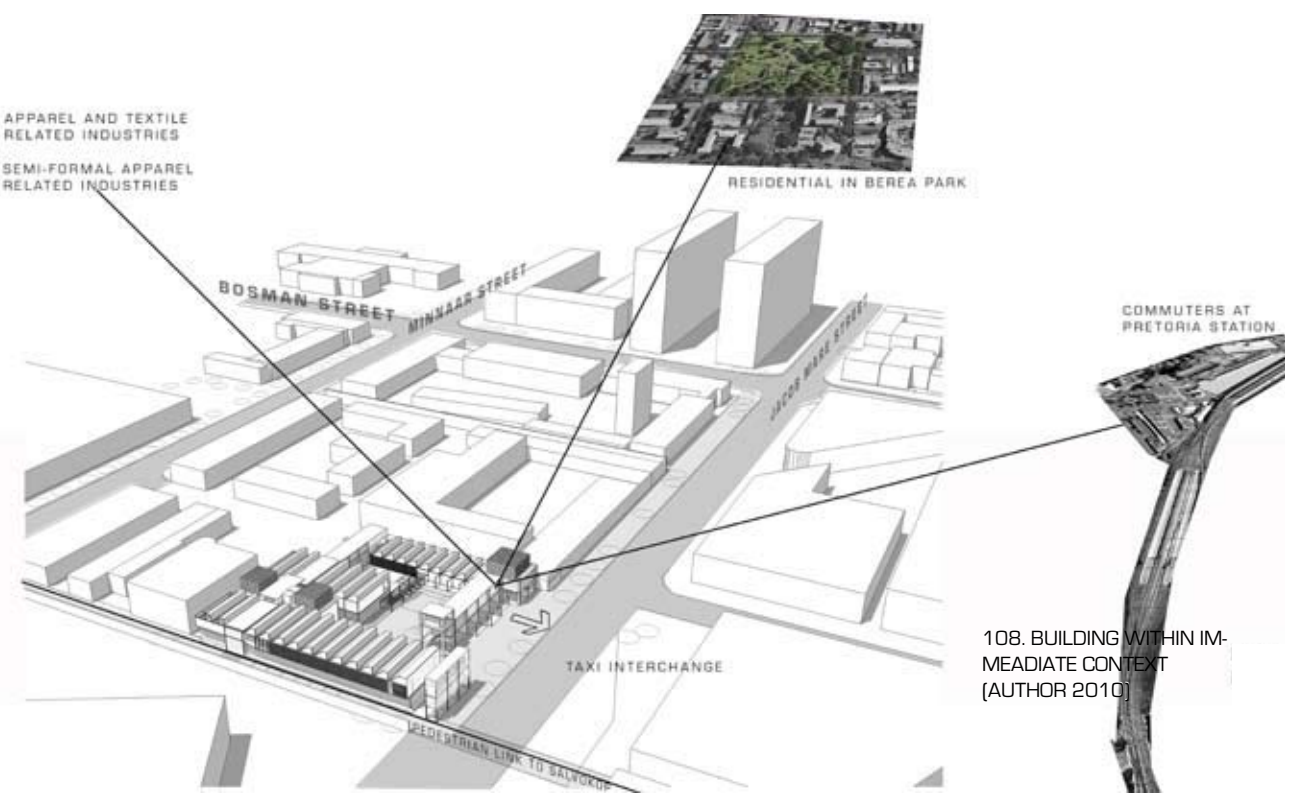 APPAREL AND TEXTILE
RELATED INDUSTRIES
SEMI-FORMAL APPAREL
RELATED INDUSTRIES
RESIDENTIAL IN BEREA PARK
BOSMAN STREET
MINNAAR STREET
JACOB MARE STREET
COMMUTERS AT
PRETORIA STATION
TAXI INTERCHANGE
PEDESTRIAN LINK TO SALVOKOP
108. BUILDING WITHIN IM-
MEADIATE CONTEXT
(AUTHOR 2010)